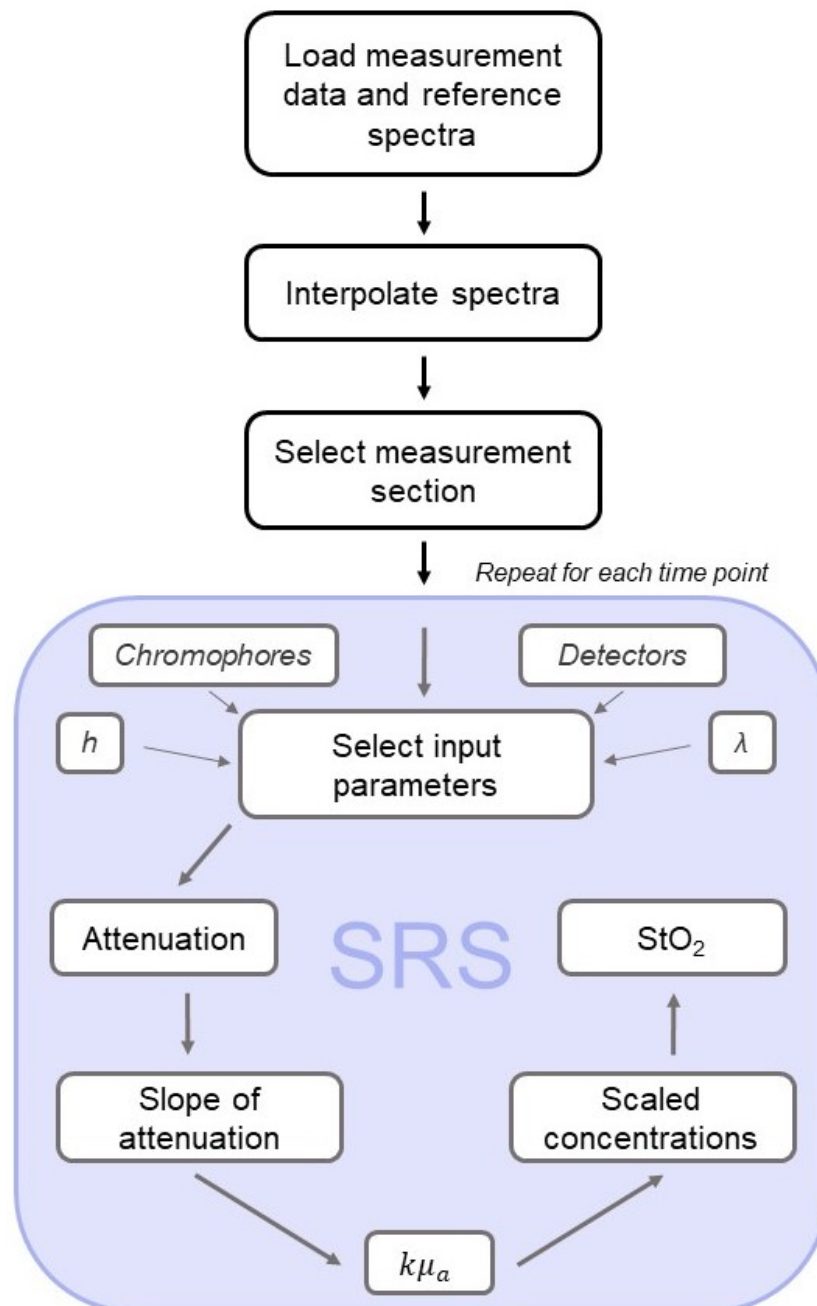 Load measurement
data and reference
spectra
Interpolate spectra
Select measurement
section
Repeat for each time point
Chromophores
Detectors
h
Select input
parameters
λ
Attenuation
SRS
StO₂
Slope of
attenuation
Scaled
concentrations
kμₐ